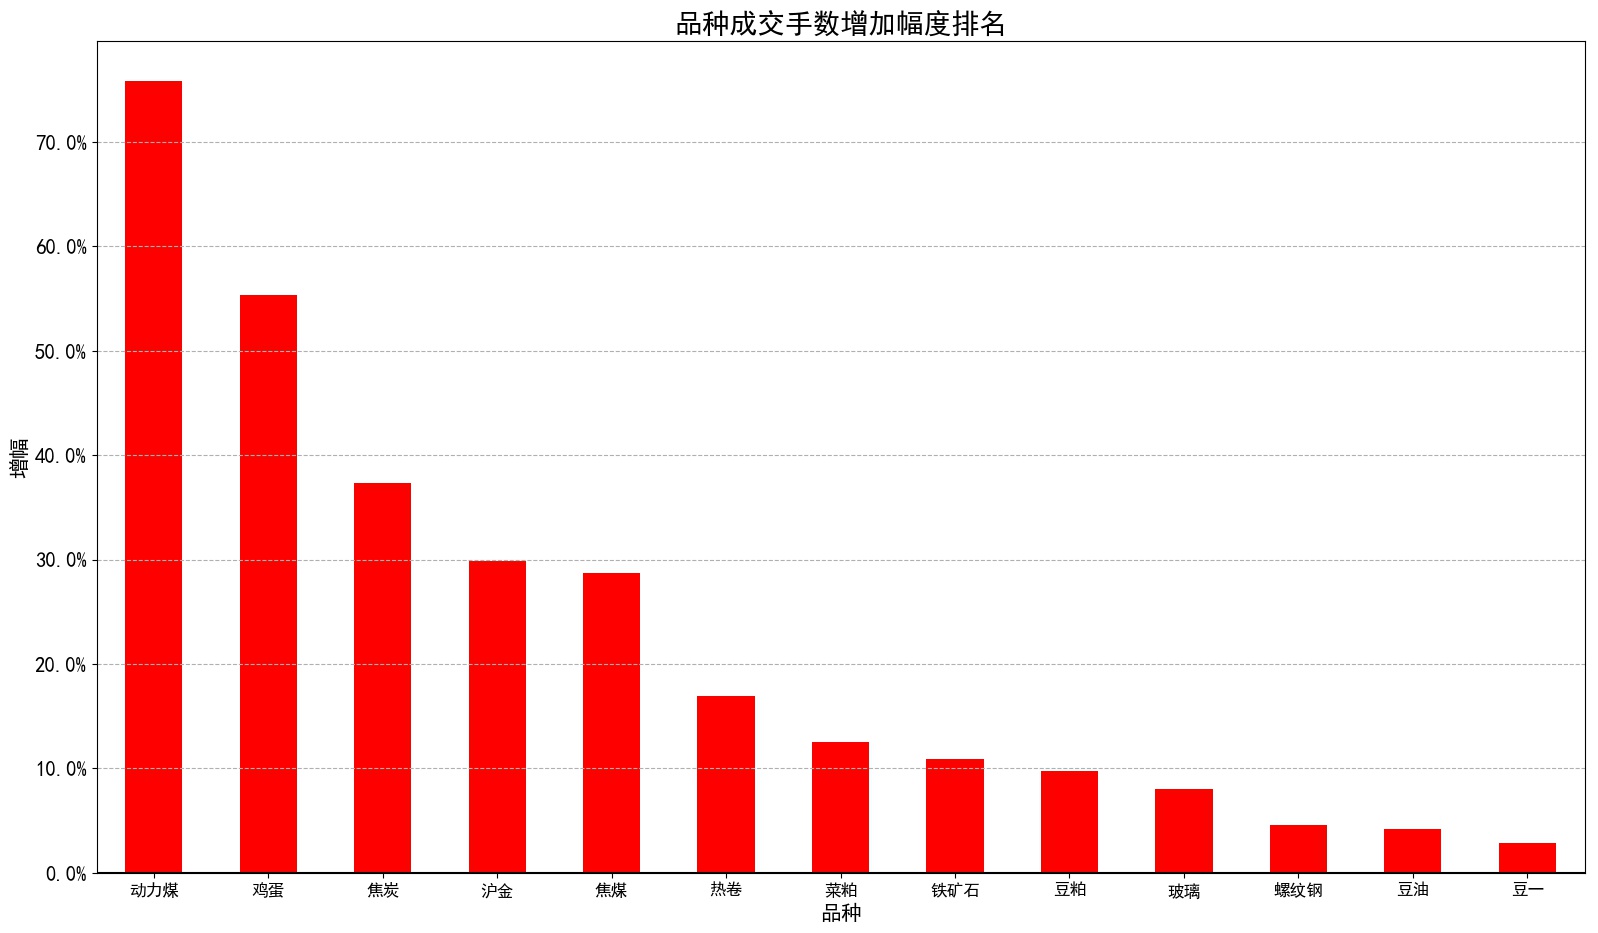 品种成交手数增加幅度排名
70.0%
60.0%
50.0%
40.0%
30.0%
20.0%
10.0%
0.0%
增幅
动力煤 鸡蛋 焦炭 沪金 焦煤 热卷 菜粕 铁矿石 豆粕 玻璃 螺纹钢 豆油 豆一
品种